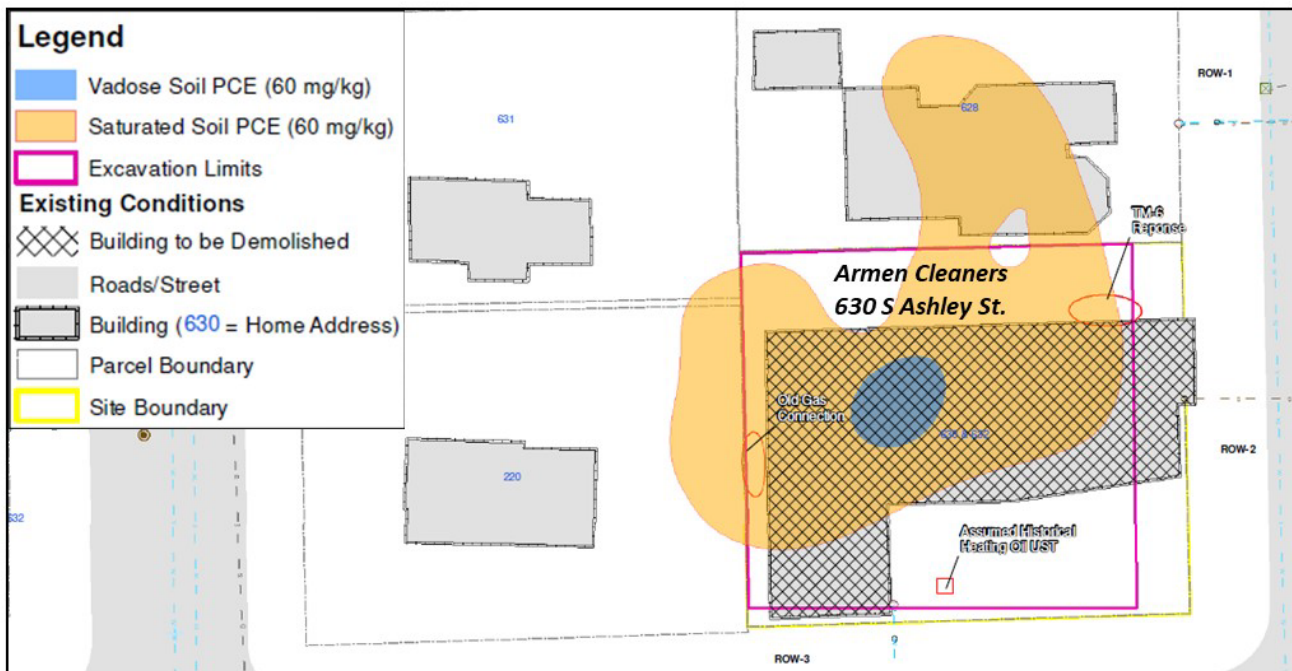 Legend
Vadose Soil PCE (60 mg/kg)
Saturated Soil PCE (60 mg/kg)
Excavation Limits
Existing Conditions
Building to be Demolished
Roads/Street
Building (630 = Home Address)
Parcel Boundary
Site Boundary
631
628
ROW-1
TM-6
Reponse
Armen Cleaners
630 S Ashley St.
Old Gas
Connection
220
632
ROW-2
Assumed Historical
Heating Oil UST
ROW-3